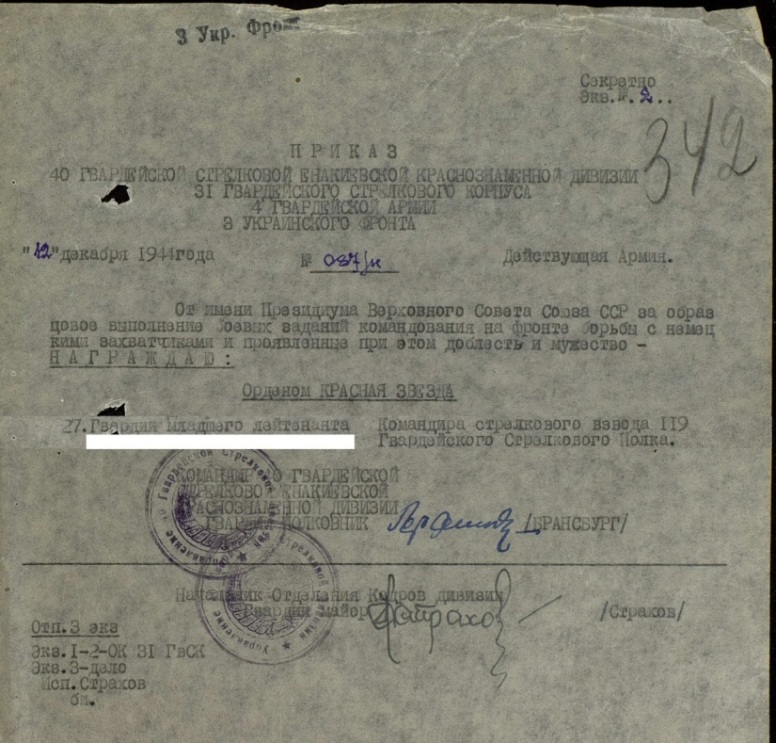 3 Укр. Фронт
Секретно
Экз.№.2..
342
П Р И К А З
40 ГВАРДЕЙСКОЙ СТРЕЛКОВОЙ ЕНАКИЕВСКОЙ КРАСНОЗНАМЕННОЙ ДИВИЗИИ
31 ГВАРДЕЙСКОГО СТРЕЛКОВОГО КОРПУСА
4 ГВАРДЕЙСКОЙ АРМИИ
3 УКРАИНСКОГО ФРОНТА
"12"декабря 1944года № 087/н Действующая Армия.
От имени Президиума Верховного Совета Союза ССР за образ
цовое выполнение боевых заданий командования на фронте борьбы с немец
кими захватчиками и проявленные при этом доблесть и мужество -
Н А Г Р А Ж Д А Ю :
Орденом КРАСНАЯ ЗВЕЗДА
27.Гвардии Младшего лейтенанта Командира стрелкового взвода 119
Гвардейского Стрелкового Полка.
КОМАНДИР 40 ГВАРДЕЙСКОЙ
СТРЕЛКОВОЙ ЕНАКИЕВСКОЙ
КРАСНОЗНАМЕННОЙ ДИВИЗИИ
ГВАРДИИ ПОЛКОВНИК /БРАНСБУРГ/
Начальник Отделения Кадров дивизии
Гвардии майор Страхов /Страхов/
Отп.3 экз
Экз.1-2-ОК 31 ГвСК
Экз.3-дело
Исп.Страхов
бм.